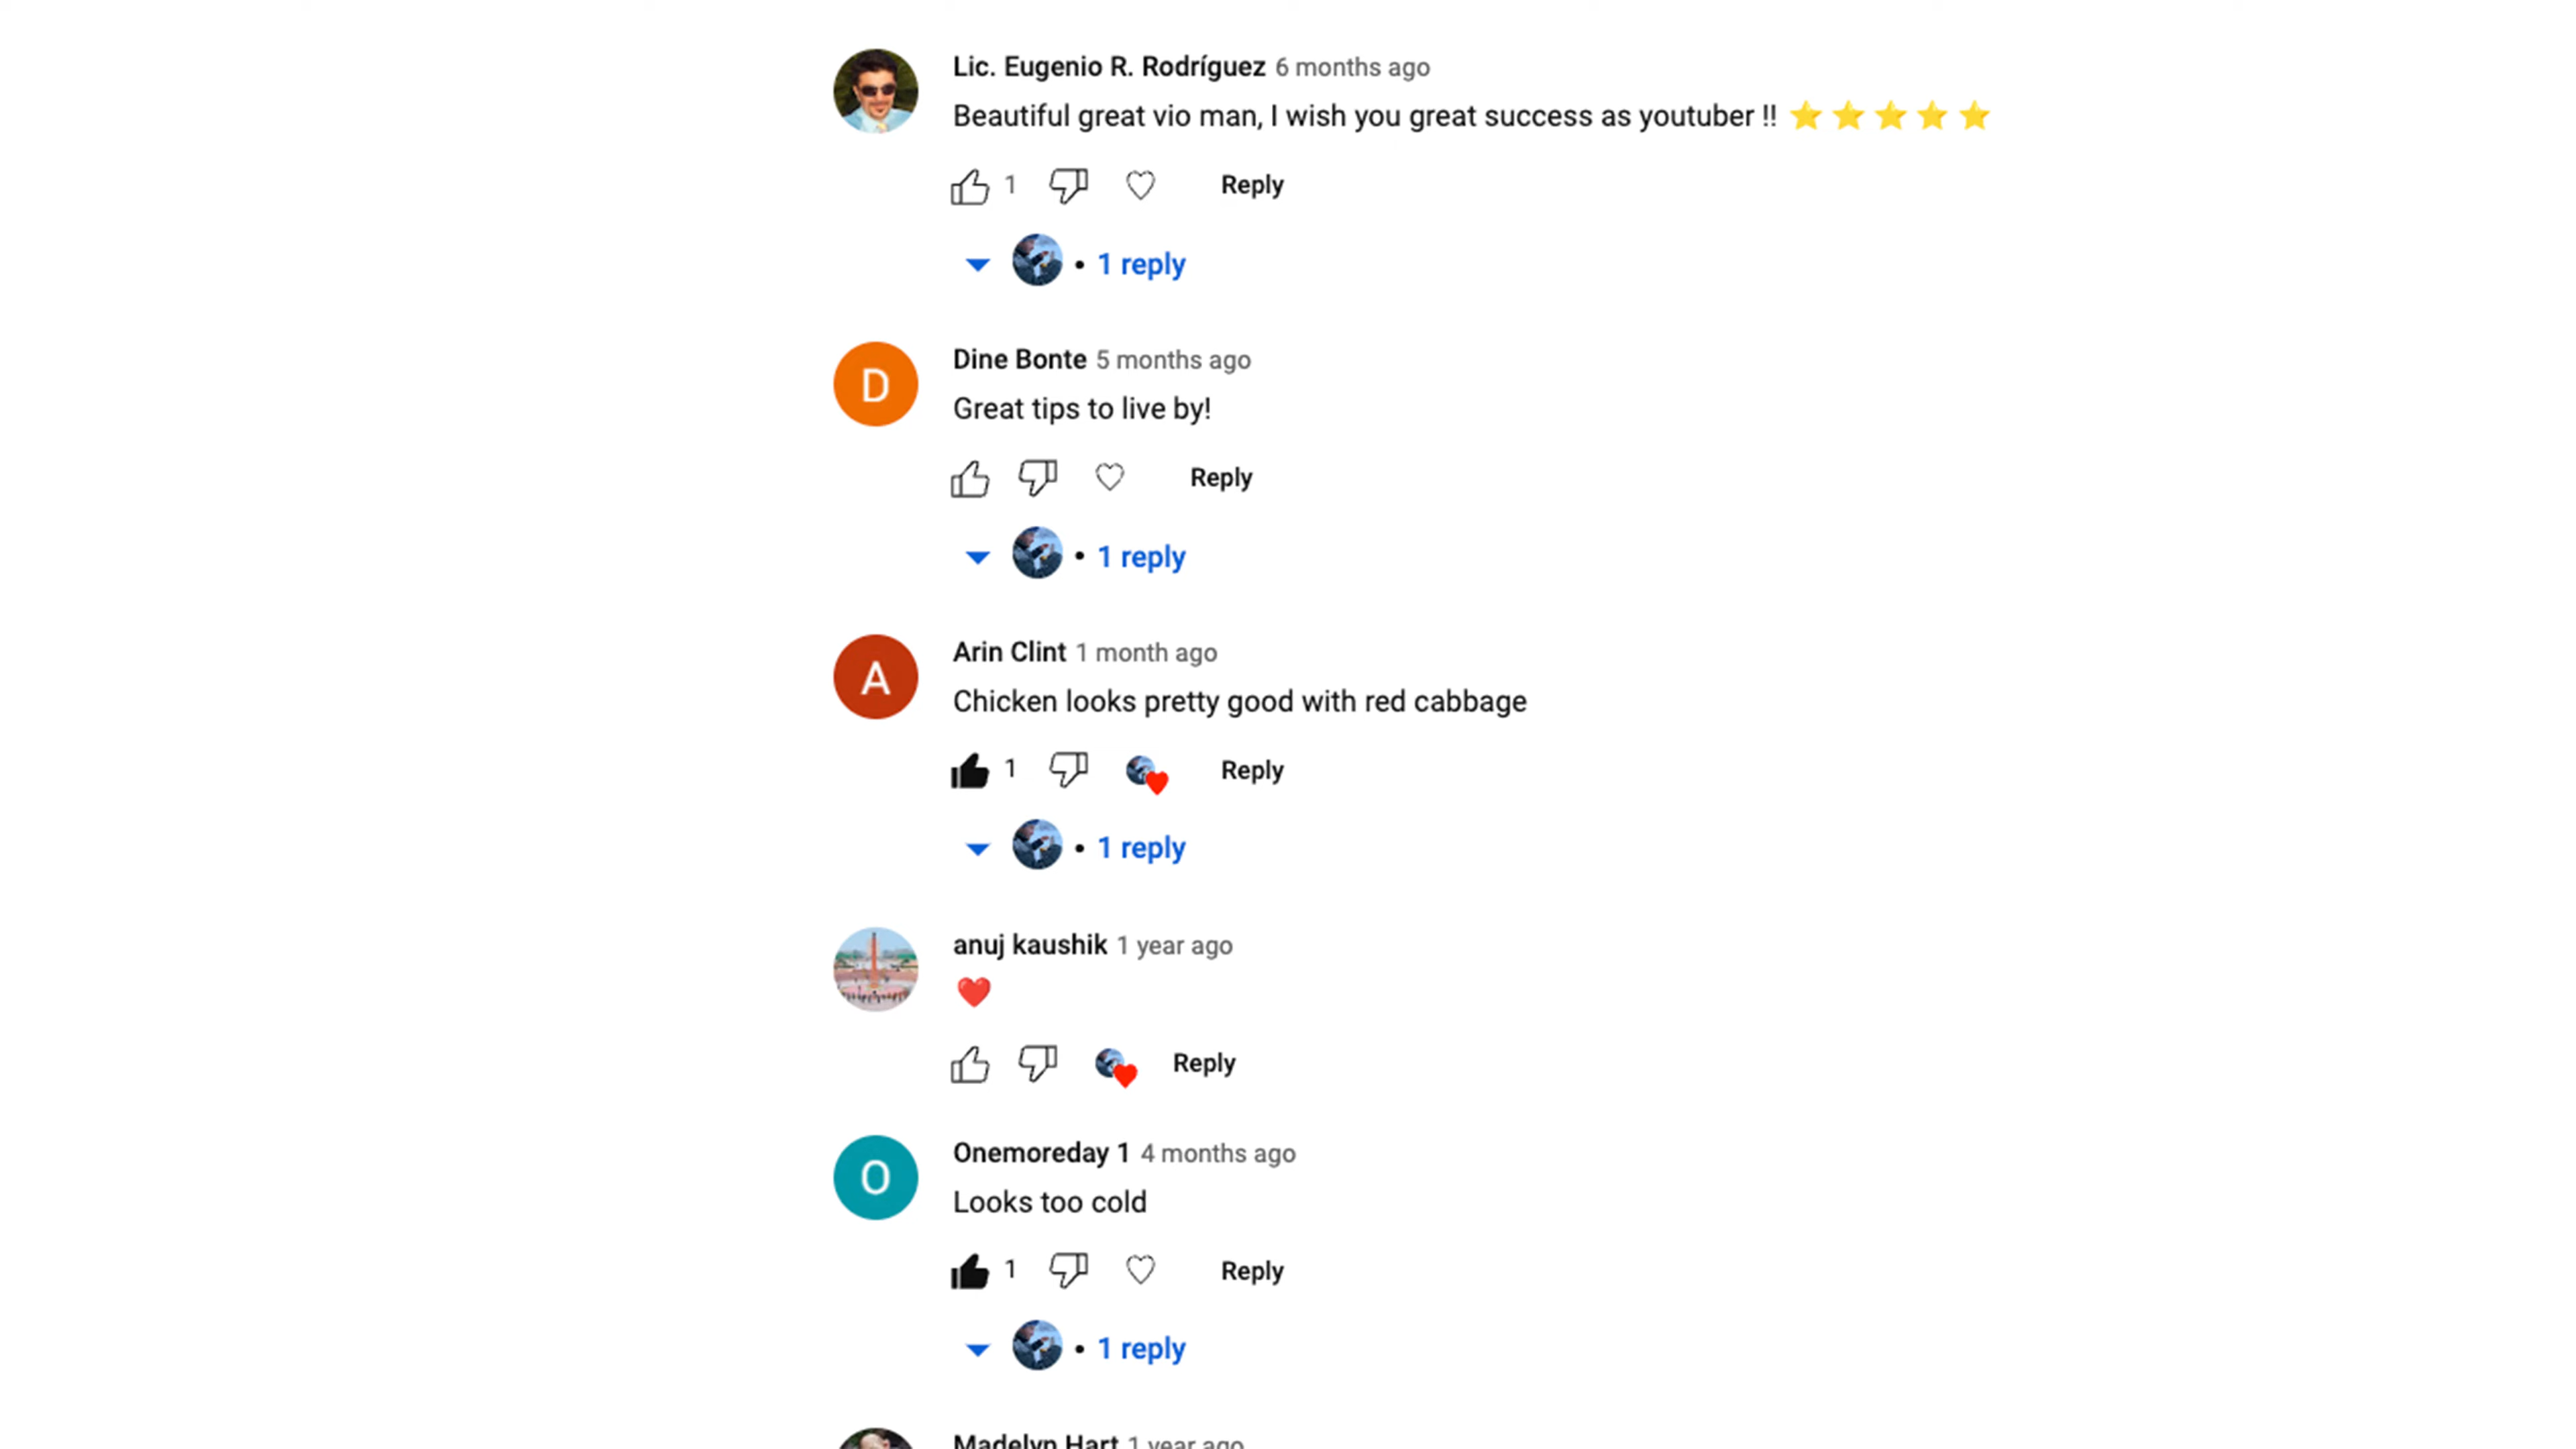 Lic. Eugenio R. Rodríguez 6 months ago
Beautiful great vio man, I wish you great success as youtuber !! ⭐ ⭐ ⭐ ⭐ ⭐
1 Reply
• 1 reply
D
Dine Bonte 5 months ago
Great tips to live by!
Reply
• 1 reply
A
Arin Clint 1 month ago
Chicken looks pretty good with red cabbage
1 Reply
• 1 reply
anuj kaushik 1 year ago
❤️
Reply
O
Onemoreday 1 4 months ago
Looks too cold
1 Reply
• 1 reply
Madelyn Hart 1 year ago